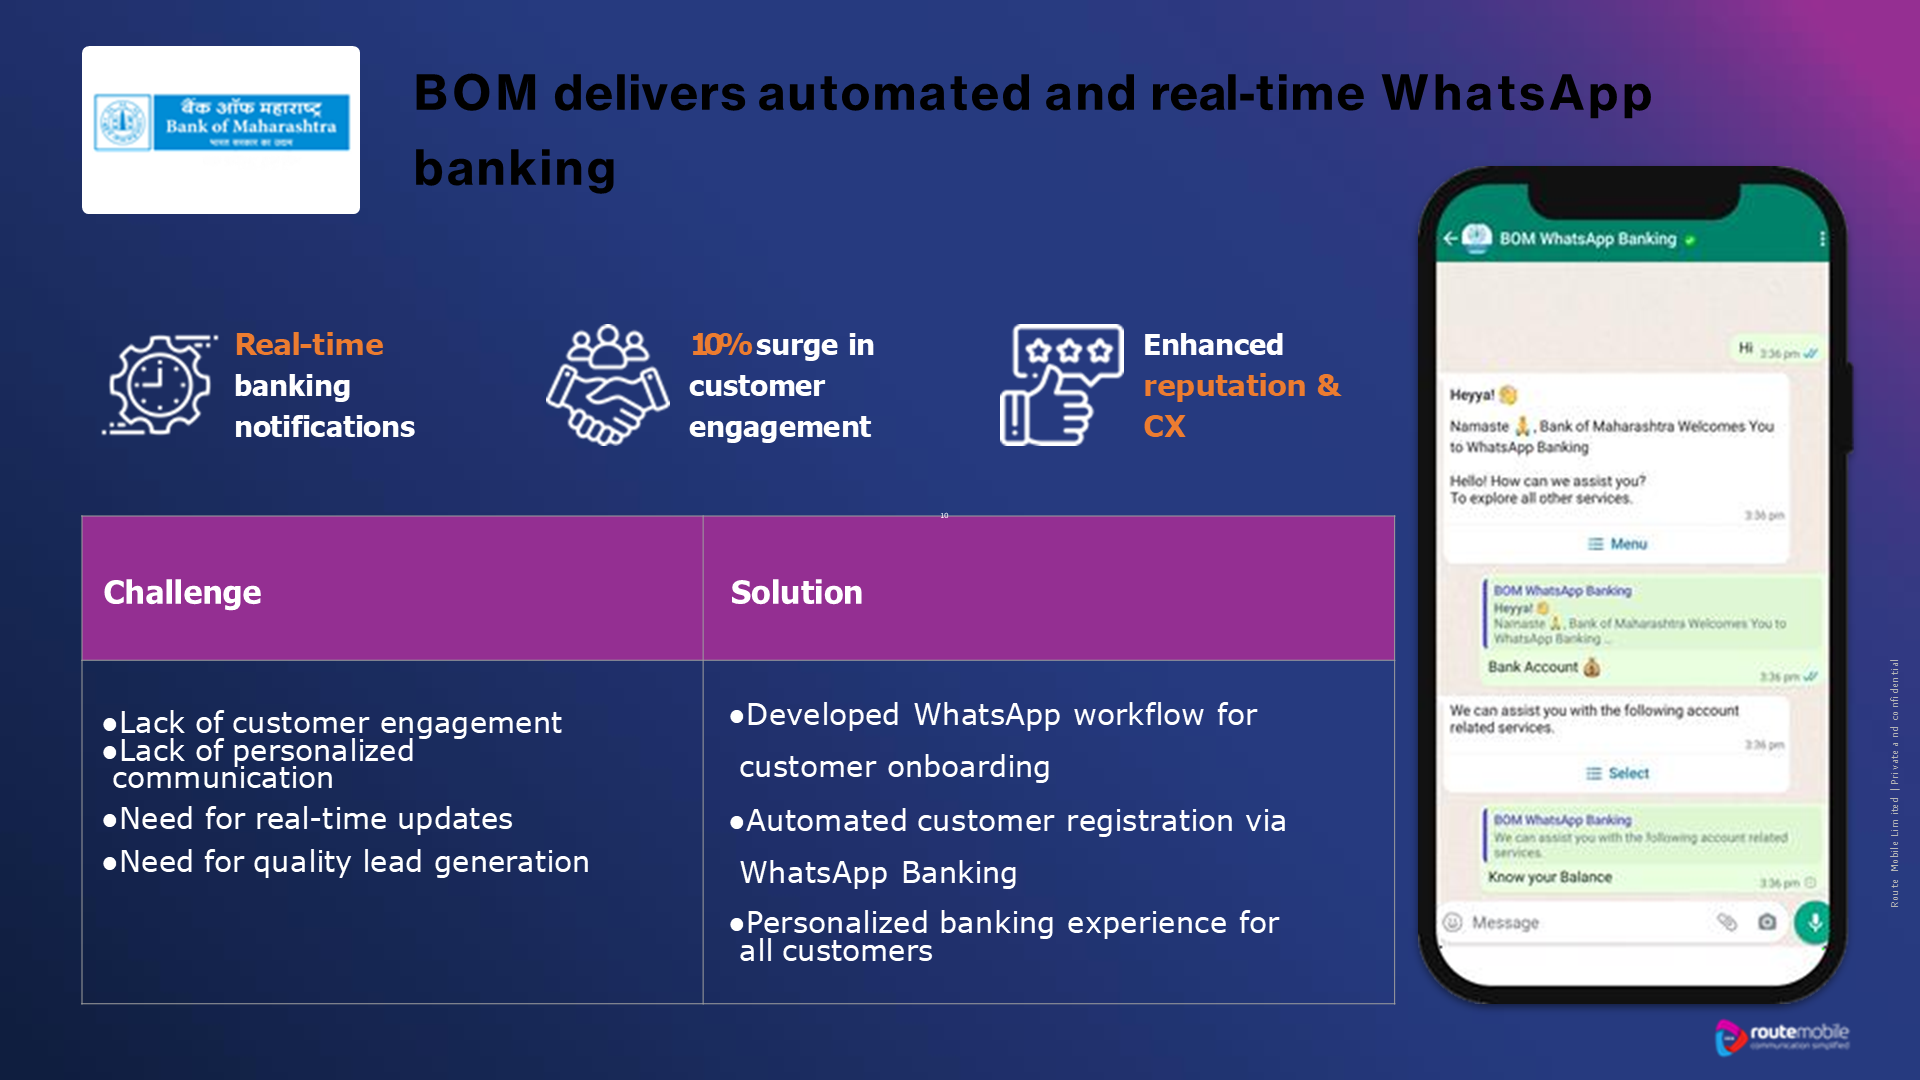 बैंक ऑफ महाराष्ट्र
Bank of Maharashtra
भारत सरकार का उद्यम
BOM delivers automated and real-time WhatsApp
banking
Real-time
banking
notifications
10% surge in
customer
engagement
Enhanced
reputation &
CX
10
Challenge
Solution
●Lack of customer engagement
●Lack of personalized
communication
●Need for real-time updates
●Need for quality lead generation
●Developed WhatsApp workflow for
customer onboarding
●Automated customer registration via
WhatsApp Banking
●Personalized banking experience for
all customers
BOM WhatsApp Banking
Hi 3:36 pm
Heyya! 👏
Namaste 🙏, Bank of Maharashtra Welcomes You
to WhatsApp Banking
Hello! How can we assist you?
To explore all other services.
3:36 pm
Menu
BOM WhatsApp Banking
Heyya! 👏
Namaste 🙏, Bank of Maharashtra Welcomes You to
WhatsApp Banking ...
Bank Account 💰
3:36 pm
We can assist you with the following account
related services.
3:36 pm
Select
BOM WhatsApp Banking
We can assist you with the following account related
services.
Know your Balance
3:36 pm
Message
Route Mobile Limited | Private and confidential
routemobile
communication simplified